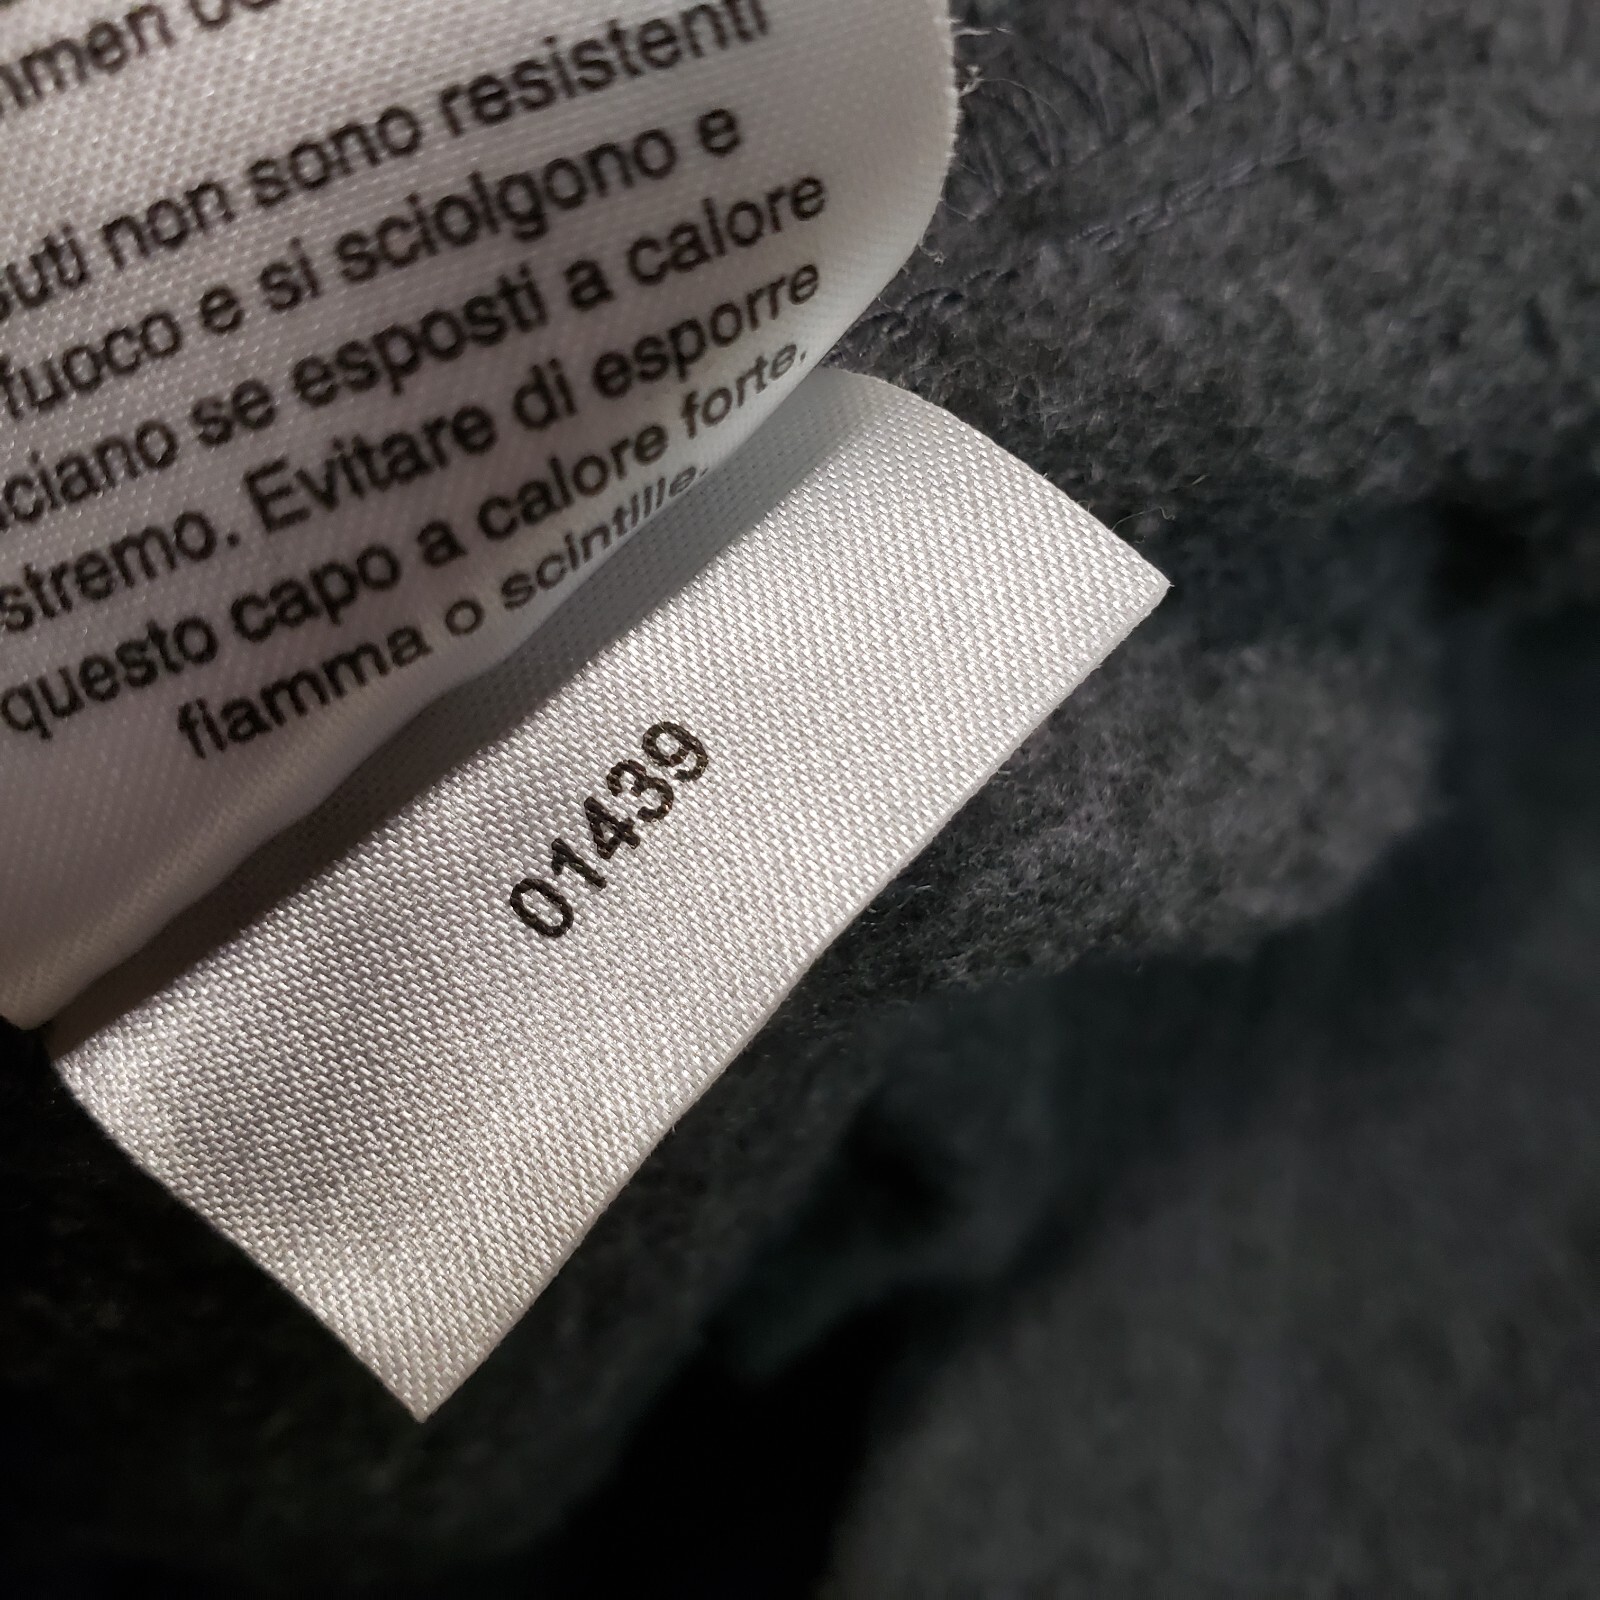 suti non sono resistenti
fuoco e si sciolgono e
ciano se esposti a calore
stremo. Evitare di esporre
questo capo a calore forte,
fiamma o scintille.
01439